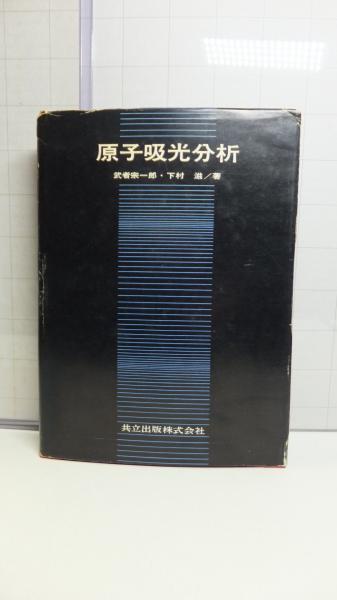 原子吸光分析
武者宗一郎・下村 滋/著
共立出版株式会社